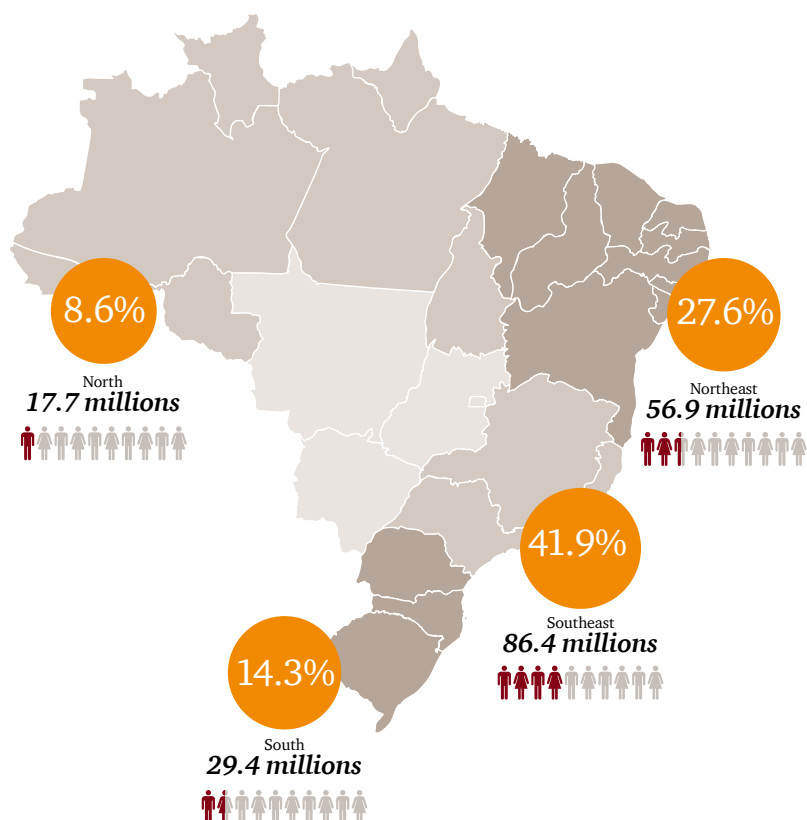 8.6%
North
17.7 millions
27.6%
Northeast
56.9 millions
41.9%
Southeast
86.4 millions
14.3%
South
29.4 millions